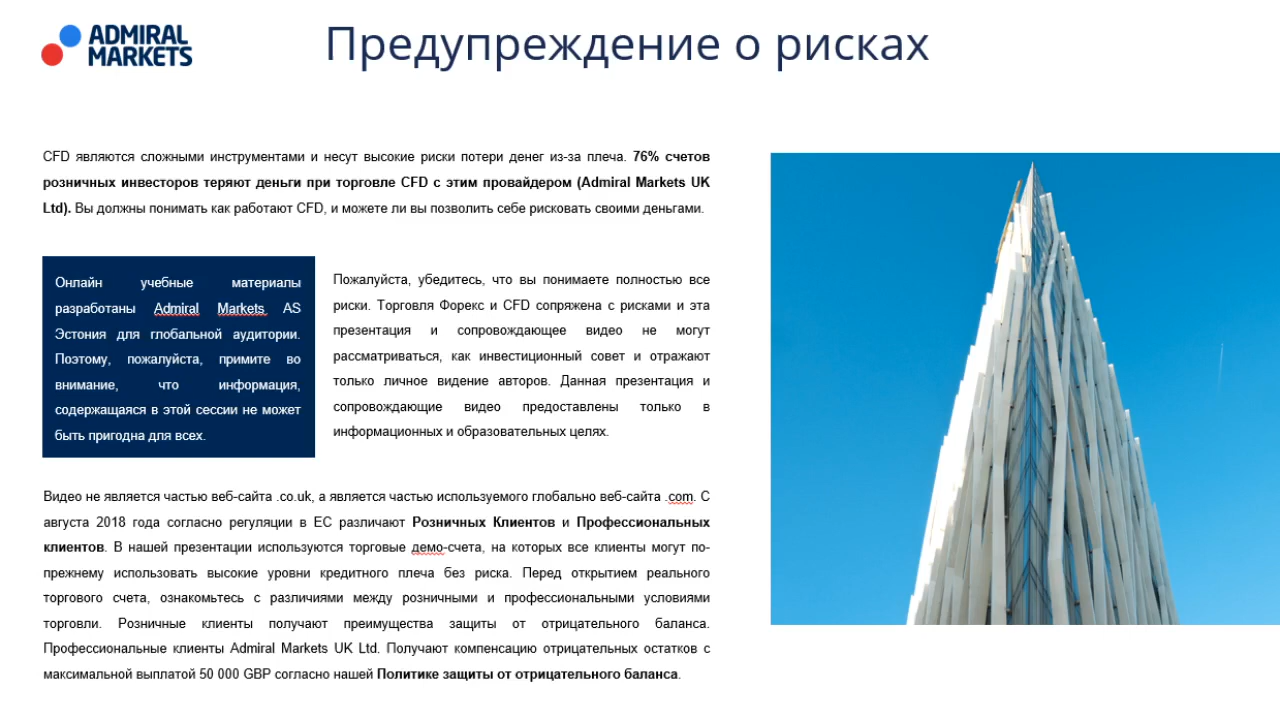 ADMIRAL
MARKETS
Предупреждение о рисках
CFD являются сложными инструментами и несут высокие риски потери денег из-за плеча. 76% счетов
розничных инвесторов теряют деньги при торговле CFD с этим провайдером (Admiral Markets UK
Ltd). Вы должны понимать как работают CFD, и можете ли вы позволить себе рисковать своими деньгами.
Онлайн учебные материалы
разработаны Admiral Markets AS
Эстония для глобальной аудитории.
Поэтому, пожалуйста, примите во
внимание, что информация,
содержащаяся в этой сессии не может
быть пригодна для всех.
Пожалуйста, убедитесь, что вы понимаете полностью все
риски. Торговля Форекс и CFD сопряжена с рисками и эта
презентация и сопровождающее видео не могут
рассматриваться, как инвестиционный совет и отражают
только личное видение авторов. Данная презентация и
сопровождающие видео предоставлены только в
информационных и образовательных целях.
Видео не является частью веб-сайта .co.uk, а является частью используемого глобально веб-сайта .com. С
августа 2018 года согласно регуляции в ЕС различают Розничных Клиентов и Профессиональных
клиентов. В нашей презентации используются торговые демо-счета, на которых все клиенты могут по-
прежнему использовать высокие уровни кредитного плеча без риска. Перед открытием реального
торгового счета, ознакомьтесь с различиями между розничными и профессиональными условиями
торговли. Розничные клиенты получают преимущества защиты от отрицательного баланса.
Профессиональные клиенты Admiral Markets UK Ltd. Получают компенсацию отрицательных остатков с
максимальной выплатой 50 000 GBP согласно нашей Политике защиты от отрицательного баланса.